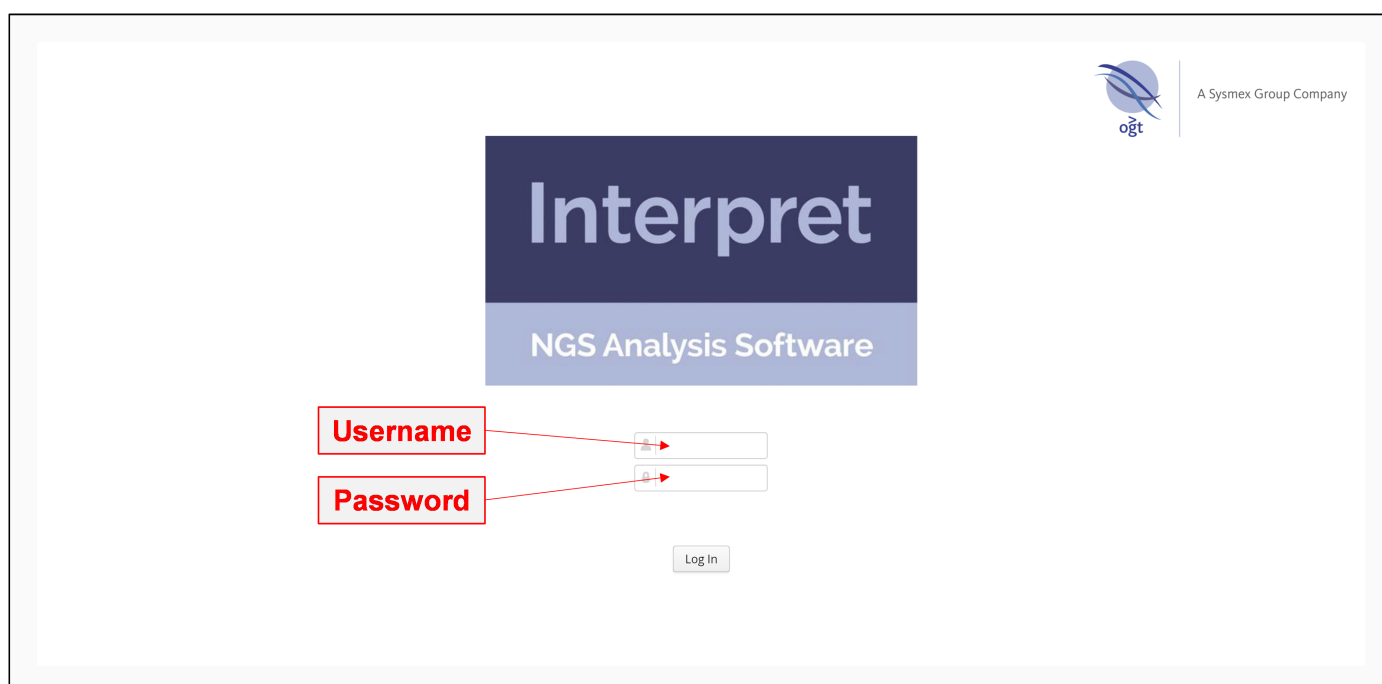 A Sysmex Group Company
ogt
Interpret
NGS Analysis Software
Username
Password
Log In